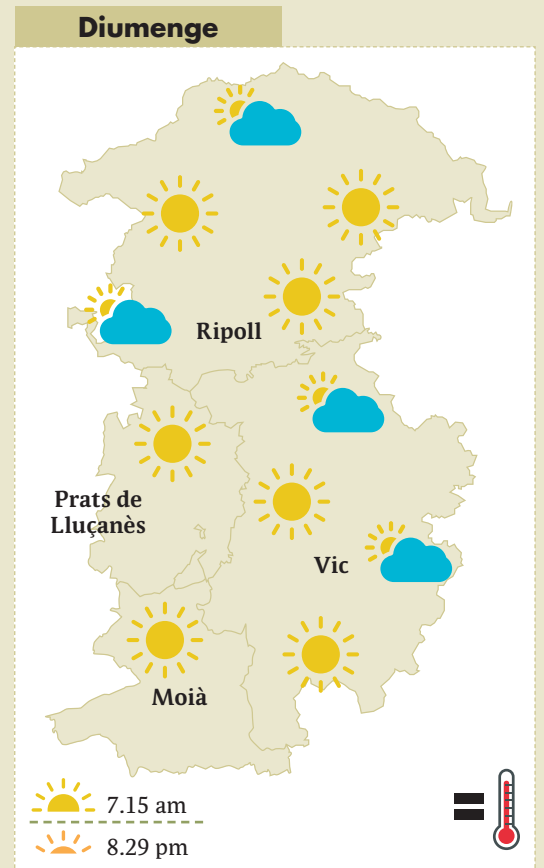 Diumenge
Ripoll
Prats de
Lluçanès
Vic
Moià
7.15 am
8.29 pm